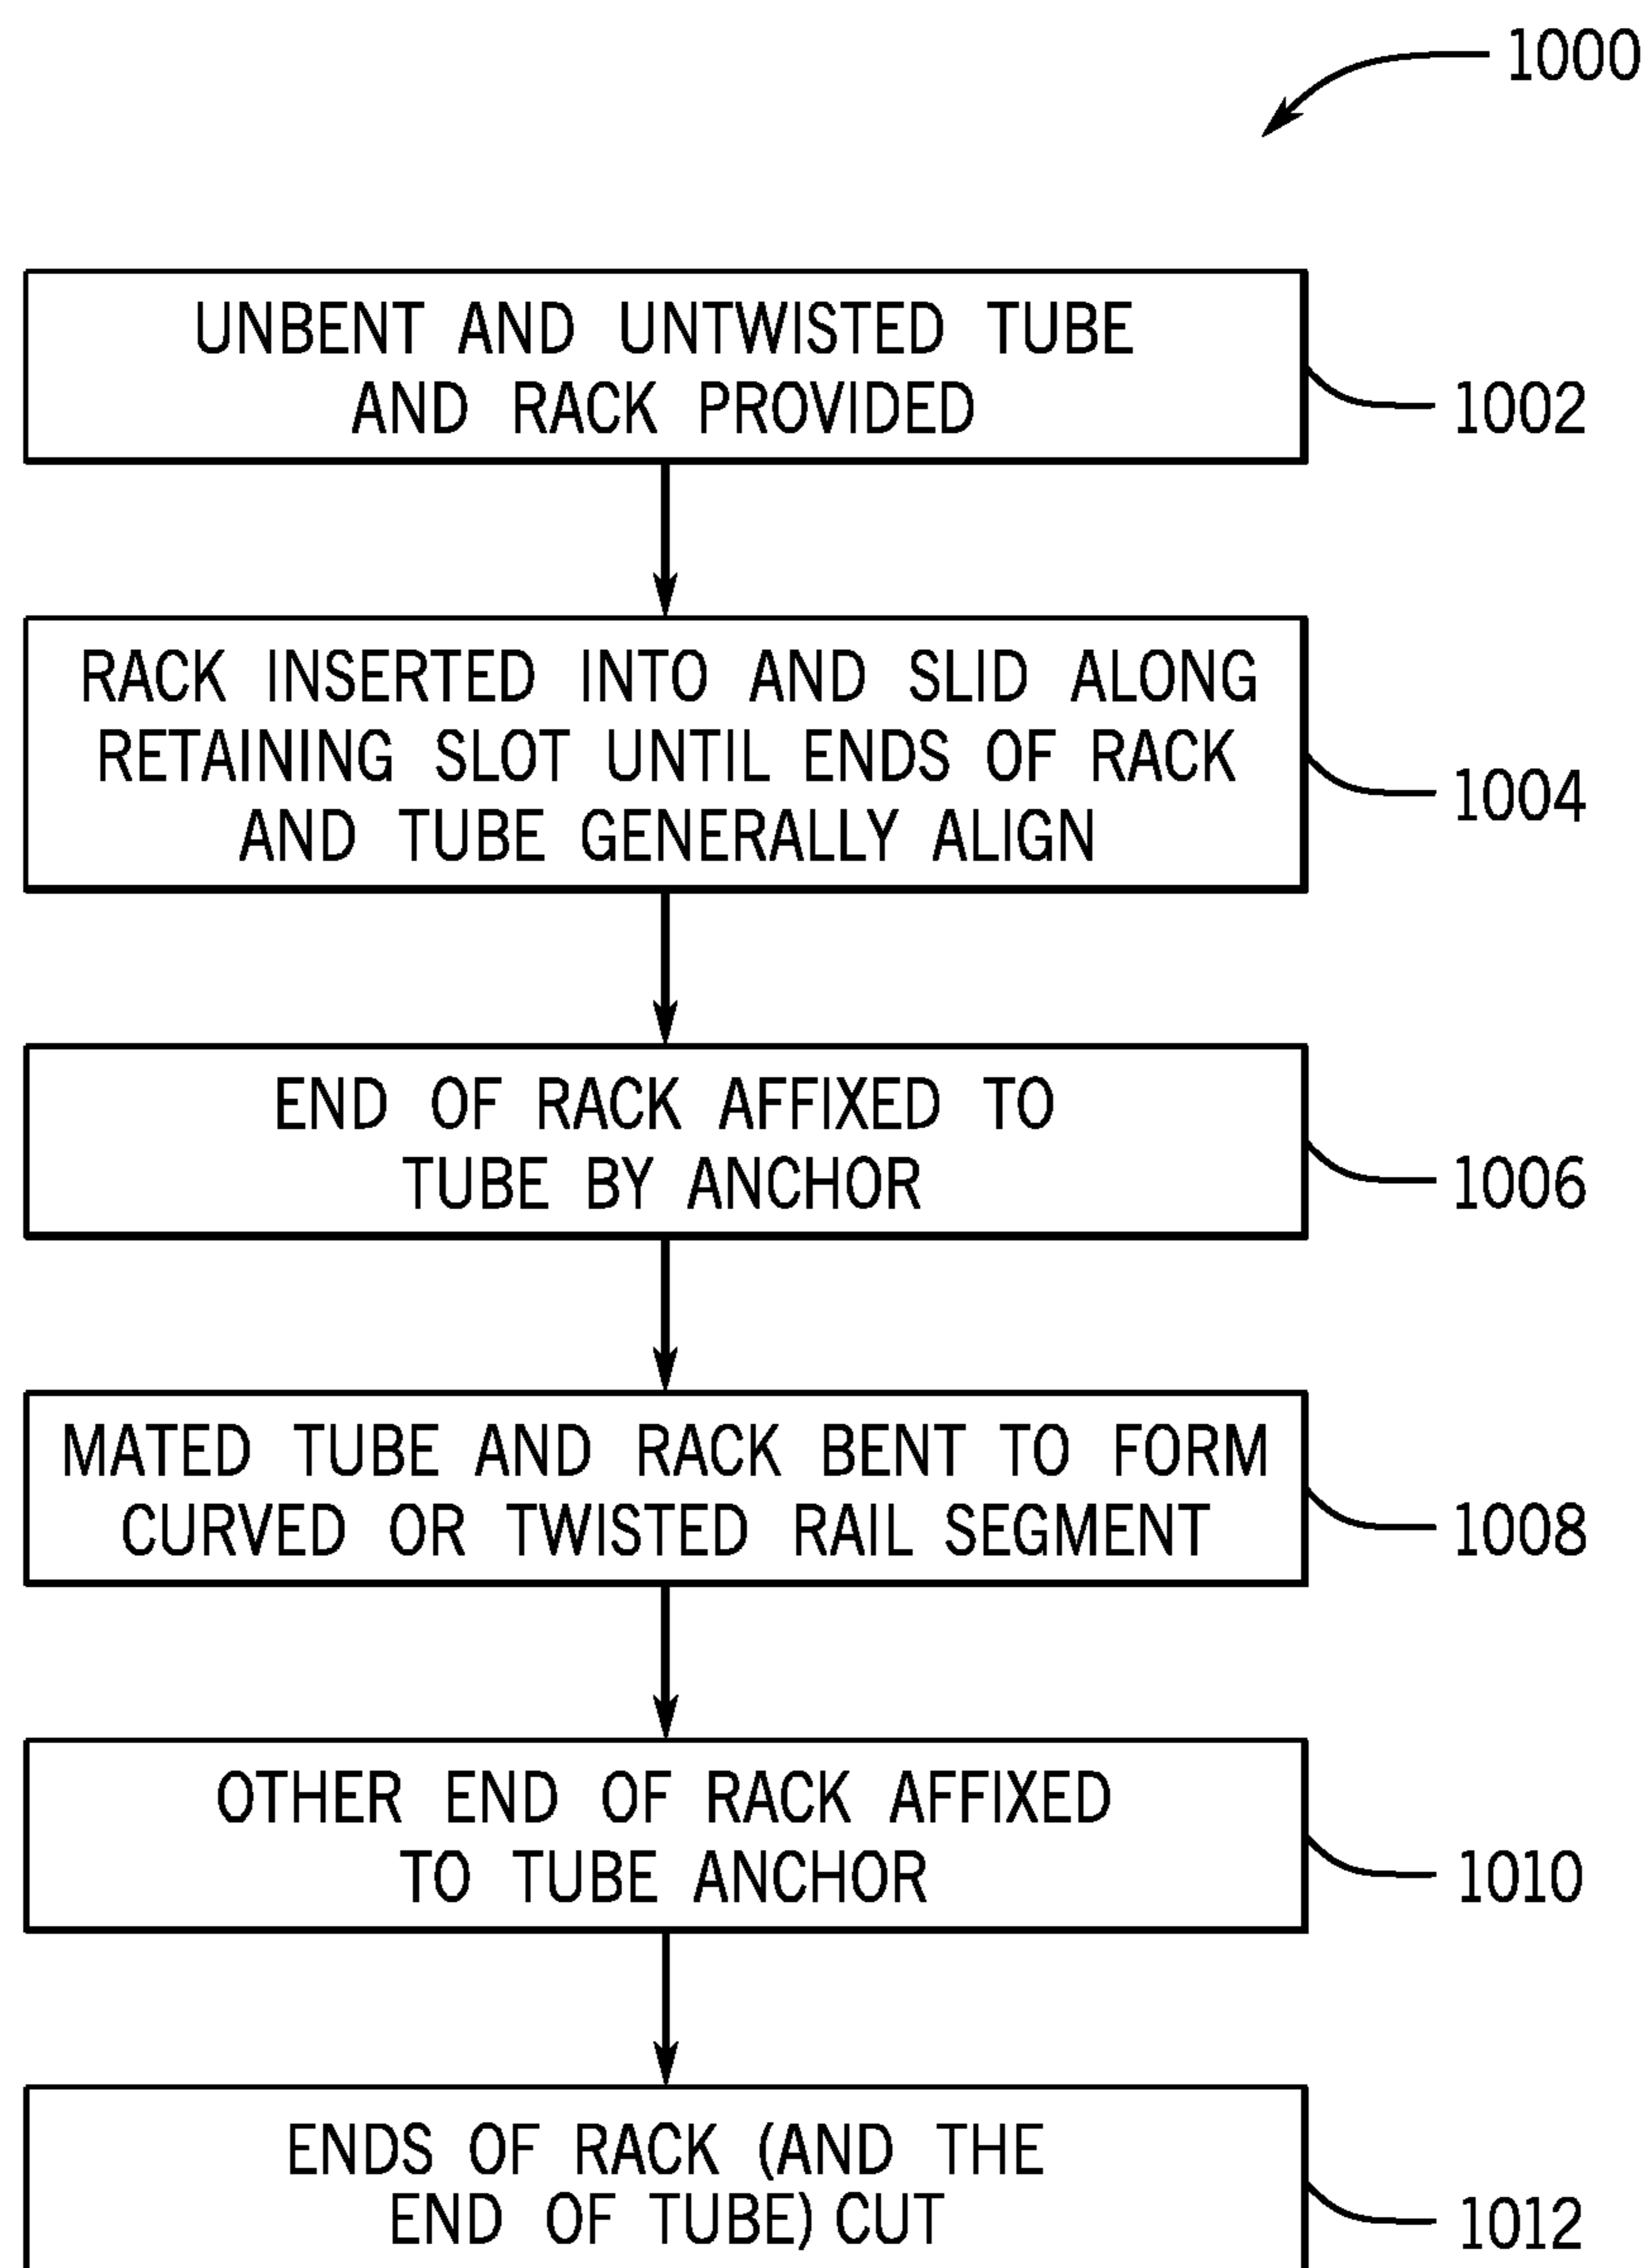 1000
UNBENT AND UNTWISTED TUBE
AND RACK PROVIDED
1002
RACK INSERTED INTO AND SLID ALONG
RETAINING SLOT UNTIL ENDS OF RACK
AND TUBE GENERALLY ALIGN
1004
END OF RACK AFFIXED TO
TUBE BY ANCHOR
1006
MATED TUBE AND RACK BENT TO FORM
CURVED OR TWISTED RAIL SEGMENT
1008
OTHER END OF RACK AFFIXED
TO TUBE ANCHOR
1010
ENDS OF RACK (AND THE
END OF TUBE) CUT
1012